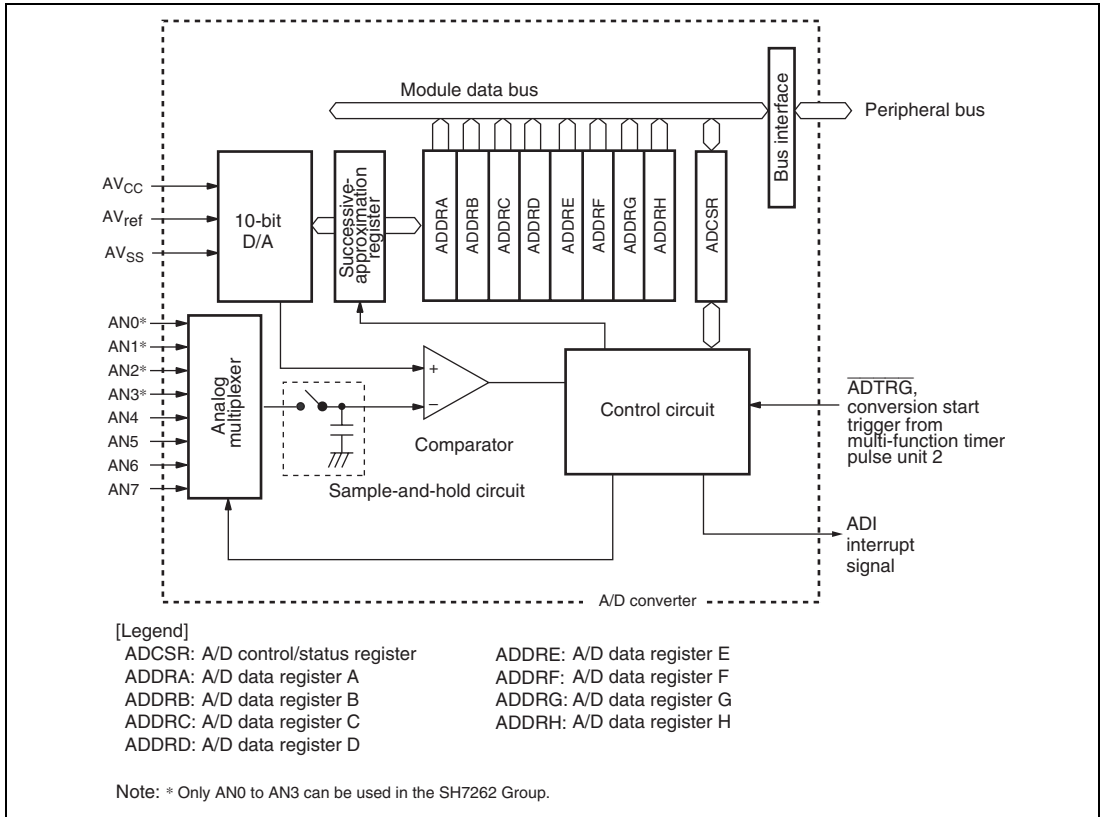 Module data bus
Bus interface
Peripheral bus
AVCC
AVref
AVSS
10-bit
D/A
Successive-
approximation
register
ADDRA
ADDRB
ADDRC
ADDRD
ADDRE
ADDRF
ADDRG
ADDRH
ADCSR
AN0*
AN1*
AN2*
AN3*
AN4
AN5
AN6
AN7
Analog
multiplexer
+
−
Comparator
Sample-and-hold circuit
Control circuit
ADTRG,
conversion start
trigger from
multi-function timer
pulse unit 2
ADI
interrupt
signal
A/D converter
[Legend]
ADCSR: A/D control/status register
ADDRA: A/D data register A
ADDRB: A/D data register B
ADDRC: A/D data register C
ADDRD: A/D data register D
ADDRE: A/D data register E
ADDRF: A/D data register F
ADDRG: A/D data register G
ADDRH: A/D data register H
Note: * Only AN0 to AN3 can be used in the SH7262 Group.